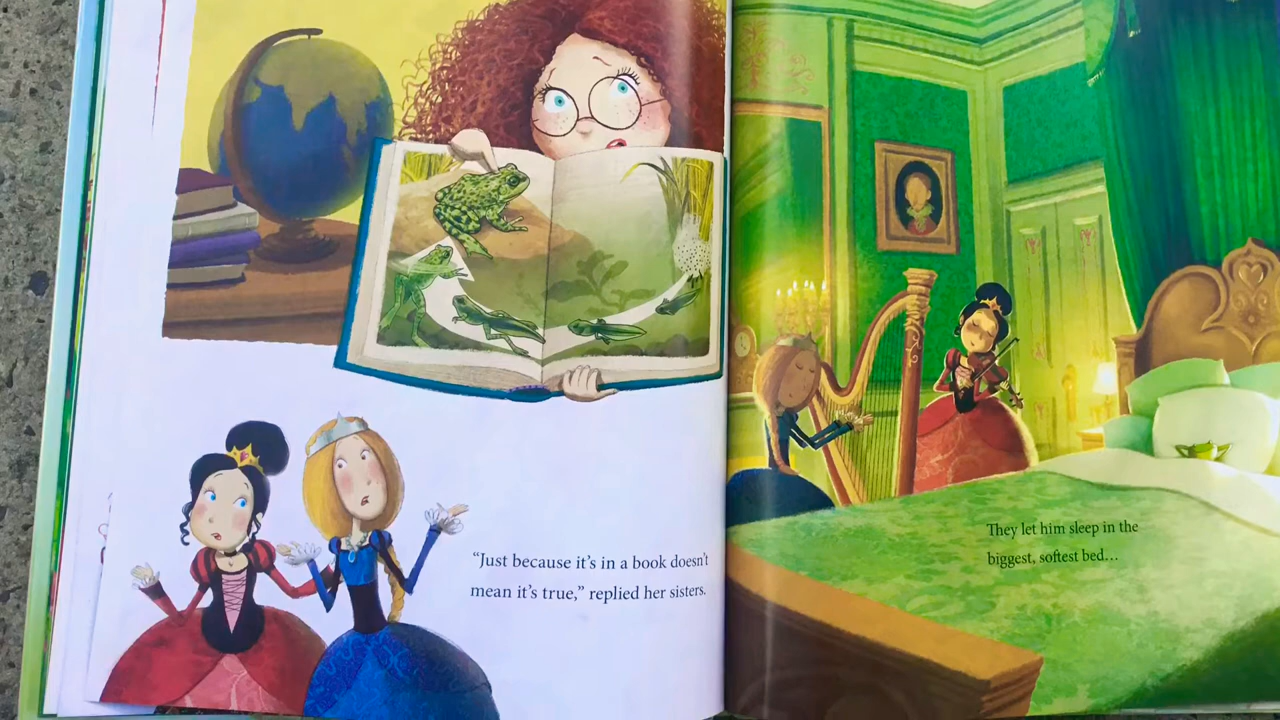 “Just because it’s in a book doesn’t
mean it’s true,” replied her sisters.
They let him sleep in the
biggest, softest bed…